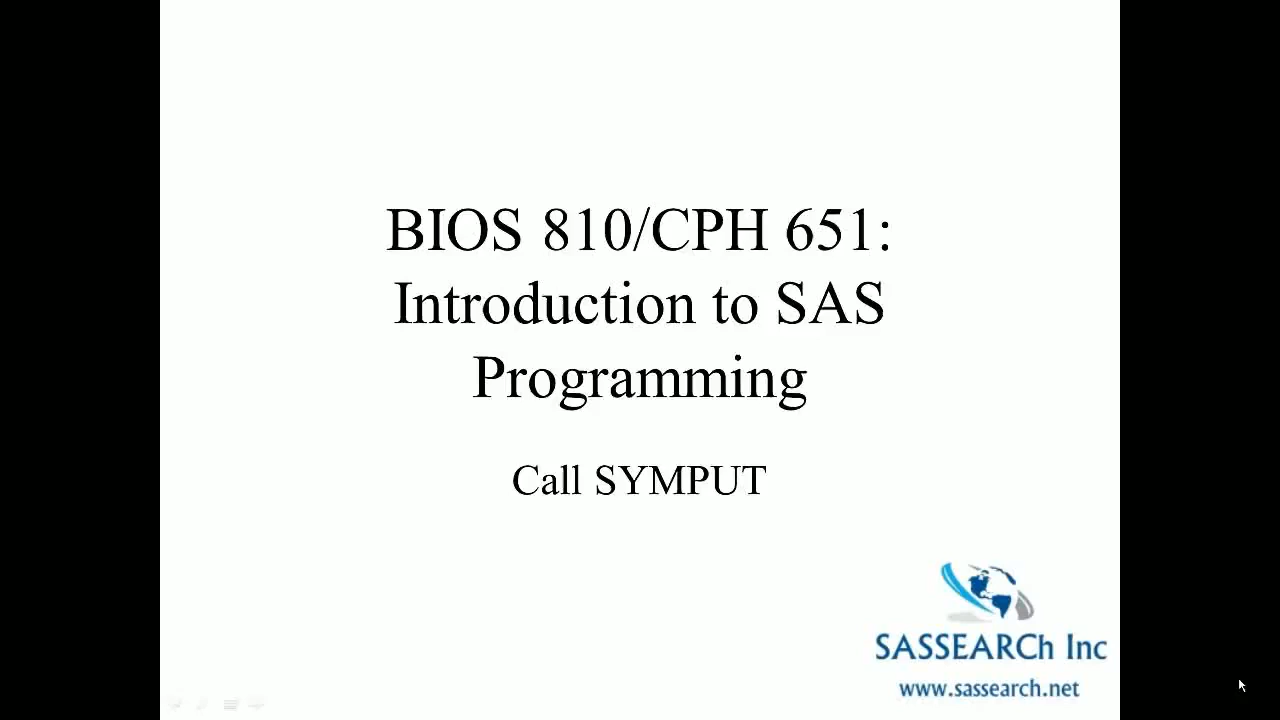 BIOS 810/CPH 651:
Introduction to SAS
Programming
Call SYMPUT
SASSEARCh Inc
www.sassearch.net